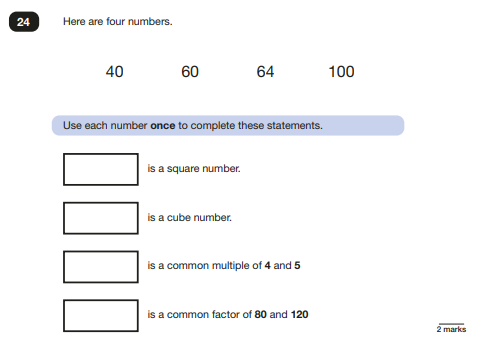 24 Here are four numbers.
40 60 64 100
Use each number once to complete these statements.
is a square number.
is a cube number.
is a common multiple of 4 and 5
is a common factor of 80 and 120
2 marks